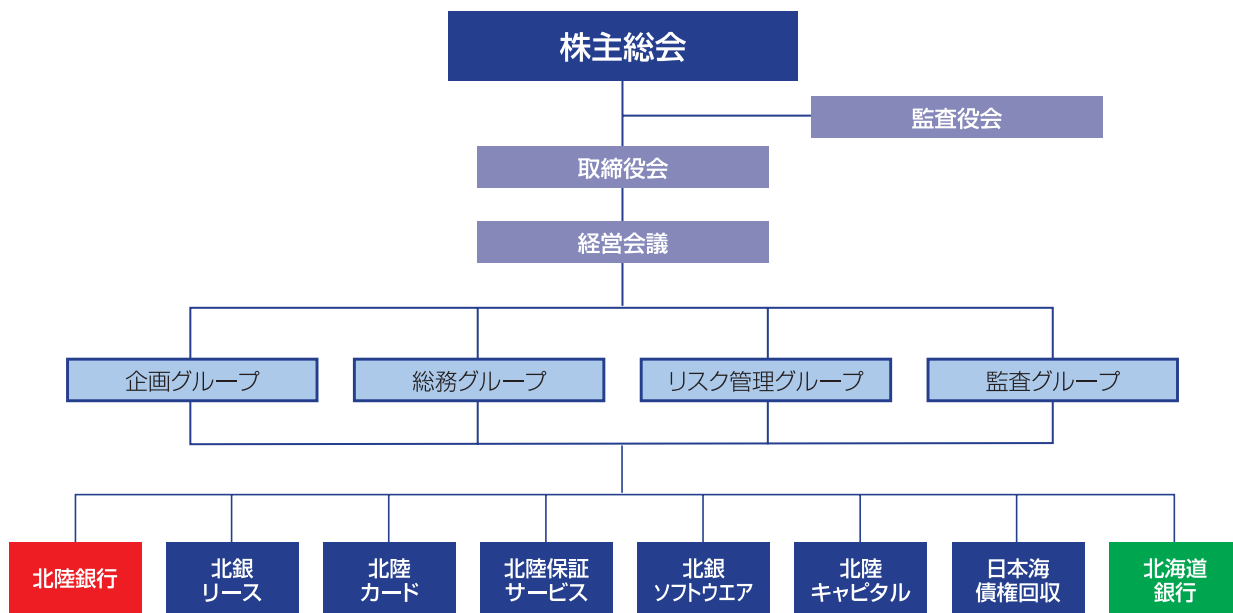 株主総会
監査役会
取締役会
経営会議
企画グループ
総務グループ
リスク管理グループ
監査グループ
北陸銀行
北銀
リース
北陸
カード
北陸保証
サービス
北銀
ソフトウエア
北陸
キャピタル
日本海
債権回収
北海道
銀行